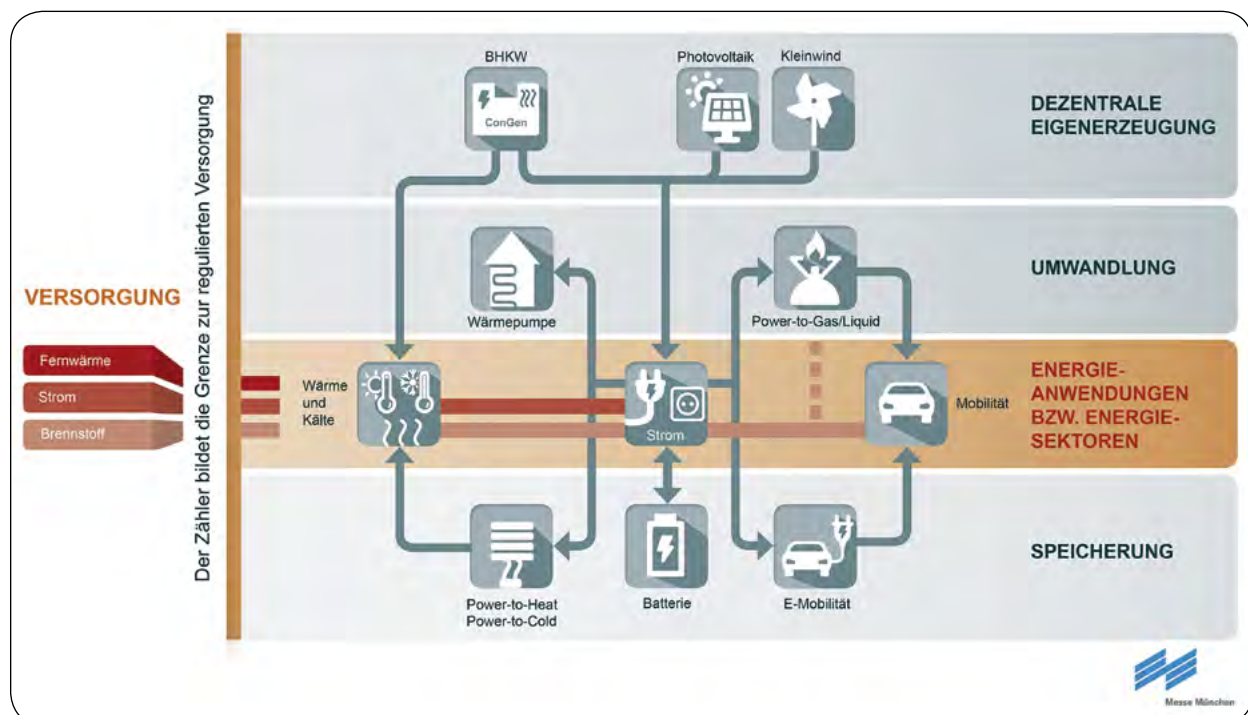 Der Zähler bildet die Grenze zur regulierten Versorgung
BHKW
ConGen
Photovoltaik
Kleinwind
DEZENTRALE
EIGENERZEUGUNG
Wärmepumpe
Power-to-Gas/Liquid
UMWANDLUNG
VERSORGUNG
Fernwärme
Strom
Brennstoff
Wärme
und
Kälte
Strom
Mobilität
ENERGIE-
ANWENDUNGEN
BZW. ENERGIE-
SEKTOREN
Power-to-Heat
Power-to-Cold
Batterie
E-Mobilität
SPEICHERUNG
Messe München